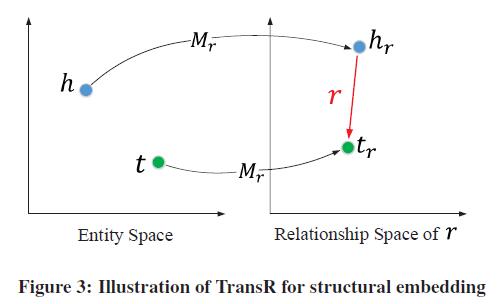 M_r
h_r
h
r
t_r
t
M_r
Entity Space
Relationship Space of r
Figure 3: Illustration of TransR for structural embedding